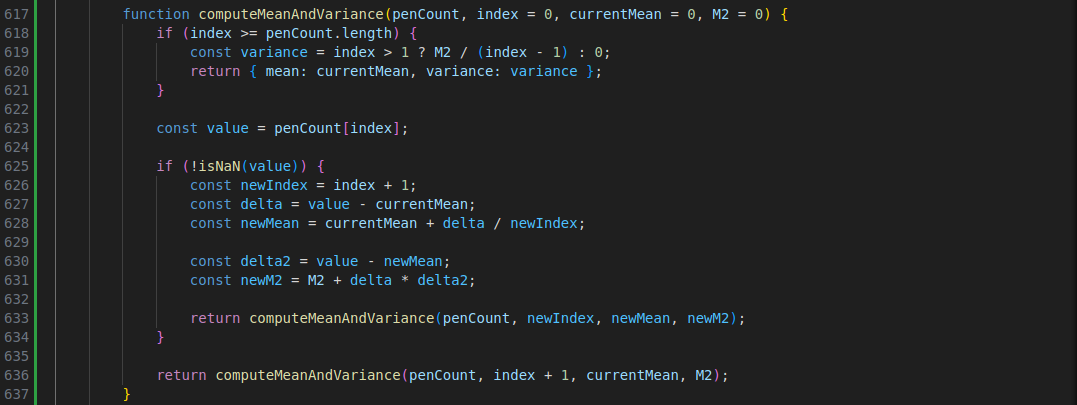 617 function computeMeanAndVariance(penCount, index = 0, currentMean = 0, M2 = 0) {
618 if (index >= penCount.length) {
619 const variance = index > 1 ? M2 / (index - 1) : 0;
620 return { mean: currentMean, variance: variance };
621 }
622
623 const value = penCount[index];
624
625 if (!isNaN(value)) {
626 const newIndex = index + 1;
627 const delta = value - currentMean;
628 const newMean = currentMean + delta / newIndex;
629
630 const delta2 = value - newMean;
631 const newM2 = M2 + delta * delta2;
632
633 return computeMeanAndVariance(penCount, newIndex, newMean, newM2);
634 }
635
636 return computeMeanAndVariance(penCount, index + 1, currentMean, M2);
637 }